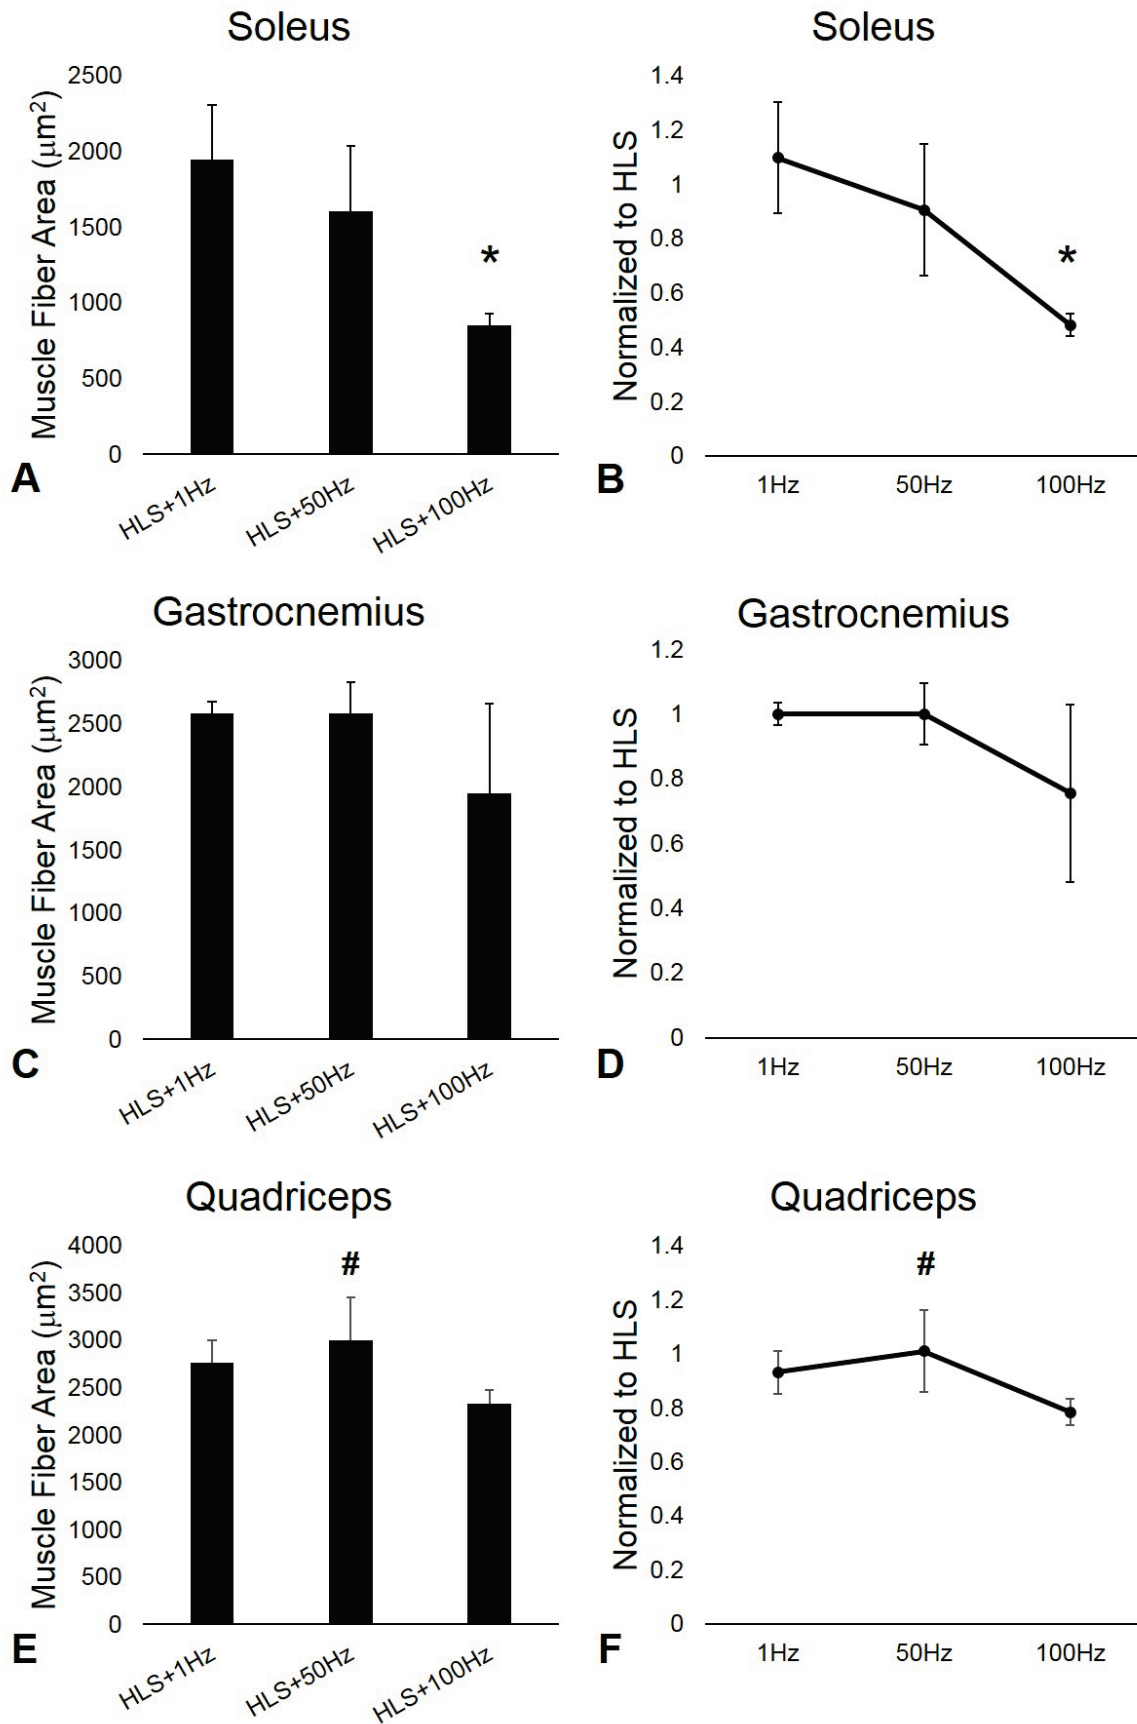 Soleus
Muscle Fiber Area (μm²)
2500
2000
1500
1000
500
0
*
HLS+1Hz
HLS+50Hz
HLS+100Hz
A
Soleus
Normalized to HLS
1.4
1.2
1
0.8
0.6
0.4
0.2
0
*
1Hz
50Hz
100Hz
B
Gastrocnemius
Muscle Fiber Area (μm²)
3000
2500
2000
1500
1000
500
0
HLS+1Hz
HLS+50Hz
HLS+100Hz
C
Gastrocnemius
Normalized to HLS
1.2
1
0.8
0.6
0.4
0.2
0
1Hz
50Hz
100Hz
D
Quadriceps
Muscle Fiber Area (μm²)
4000
3500
3000
2500
2000
1500
1000
500
0
#
HLS+1Hz
HLS+50Hz
HLS+100Hz
E
Quadriceps
Normalized to HLS
1.4
1.2
1
0.8
0.6
0.4
0.2
0
#
1Hz
50Hz
100Hz
F